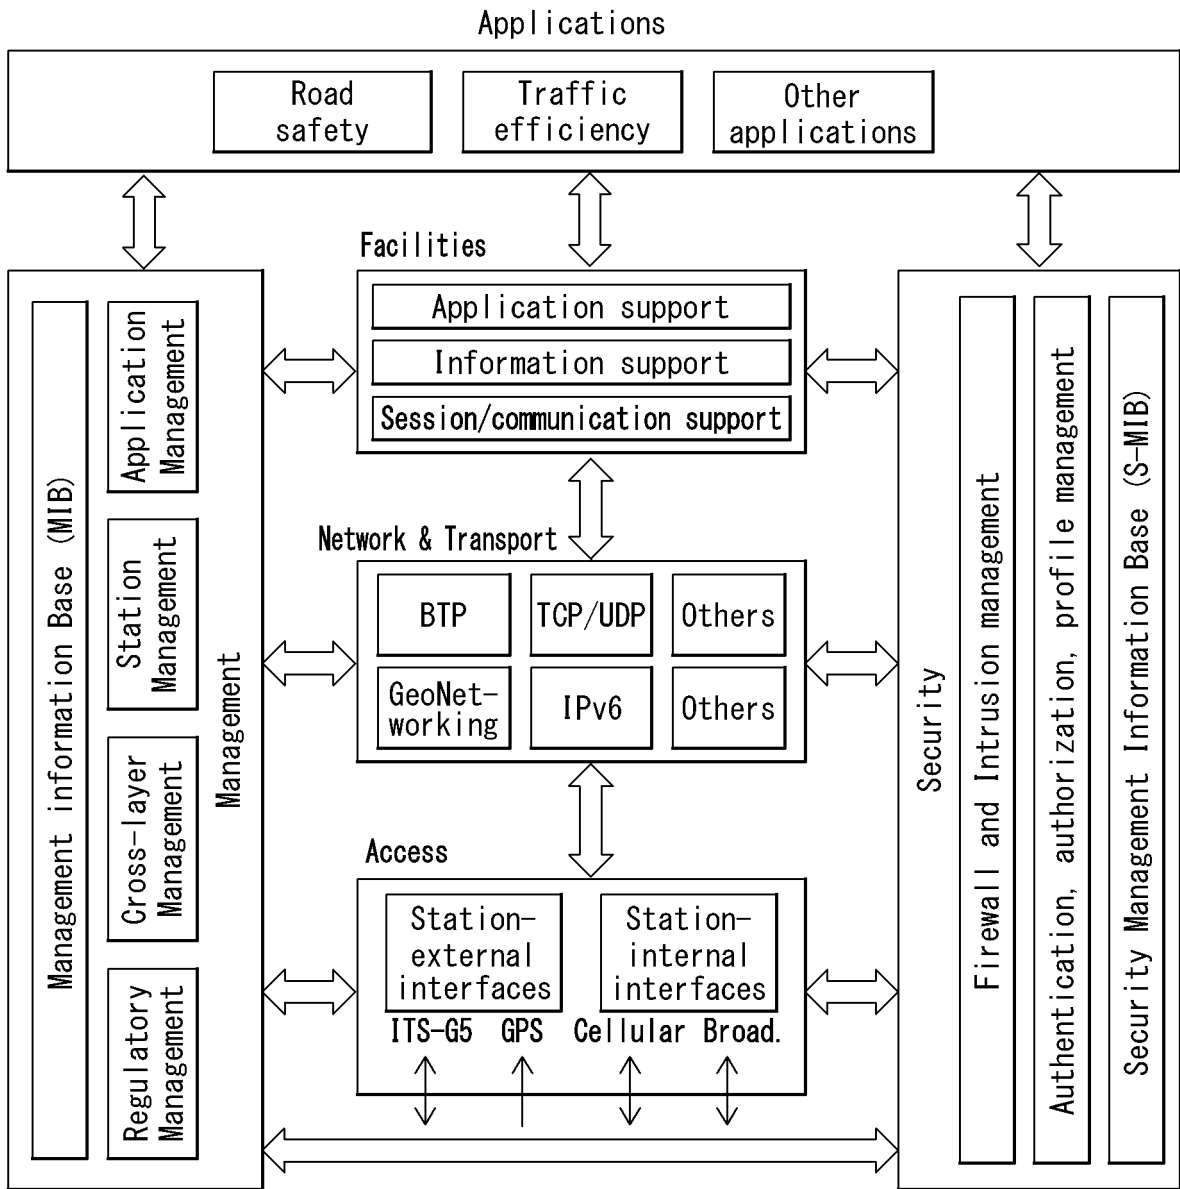 Applications
Road
safety
Traffic
efficiency
Other
applications
Facilities
Application support
Information support
Session/communication support
Network & Transport
BTP
TCP/UDP
Others
GeoNet-
working
IPv6
Others
Access
Station-
external
interfaces
Station-
internal
interfaces
ITS-G5 GPS Cellular Broad.
Management information Base (MIB)
Application
Management
Station
Management
Cross-layer
Management
Regulatory
Management
Management
Security
Firewall and Intrusion management
Authentication, authorization, profile management
Security Management Information Base (S-MIB)